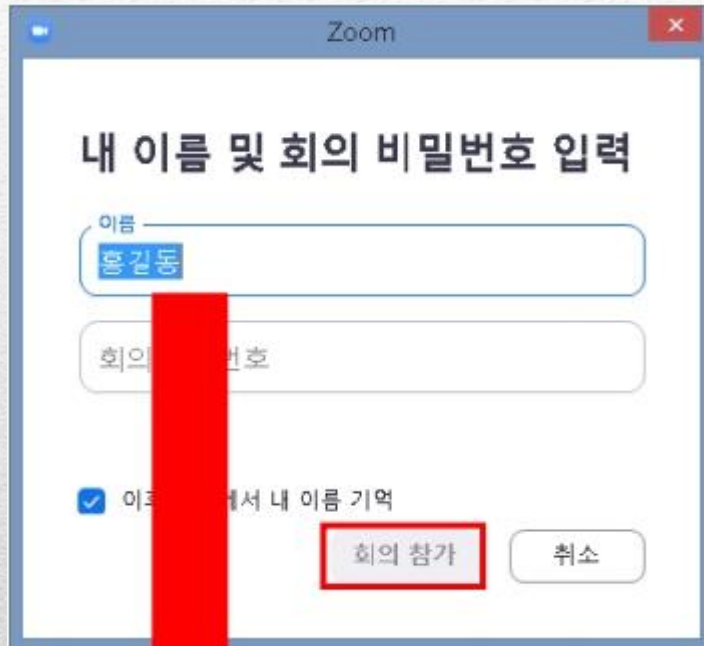 Zoom
내 이름 및 회의 비밀번호 입력
이름
홍길동
회의 번호
에서 내 이름 기억
회의 참가
취소